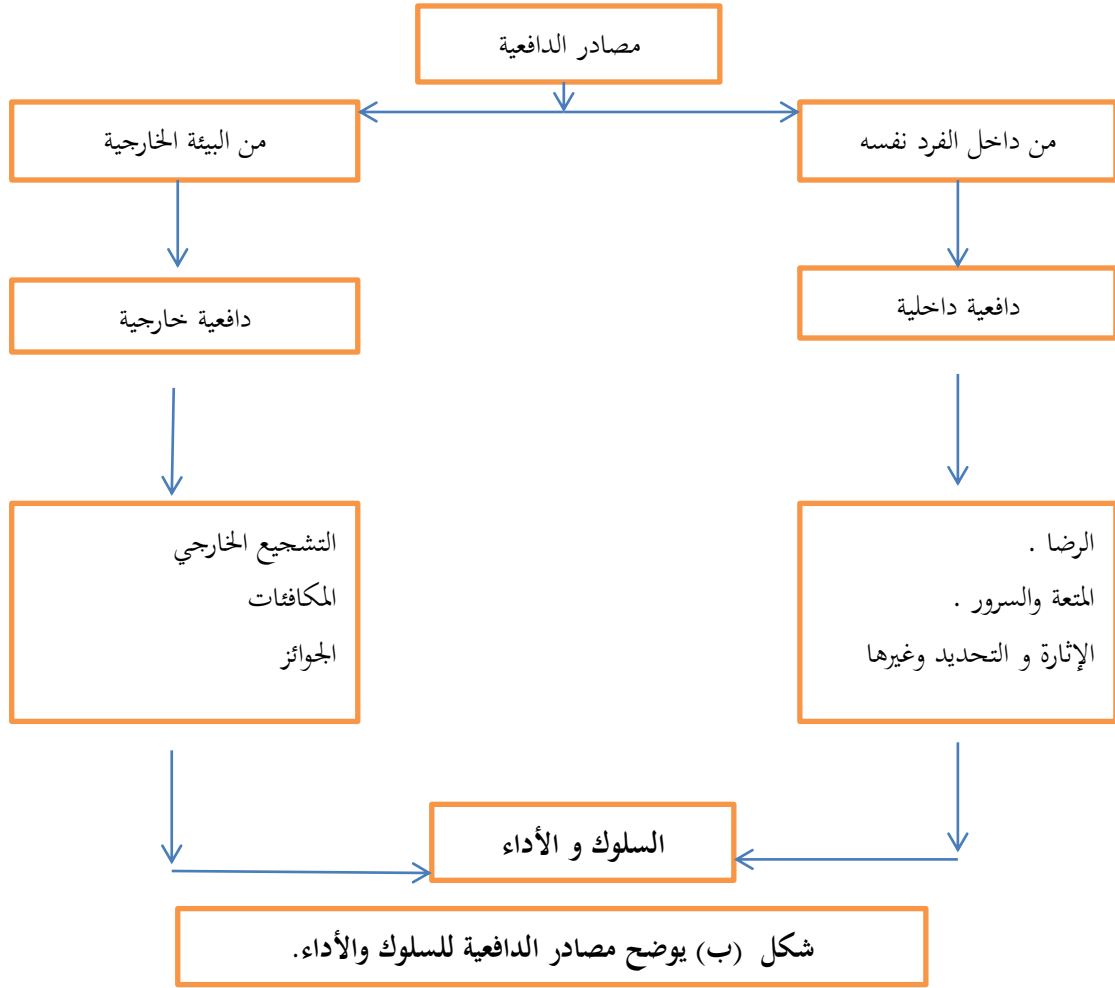 مصادر الدافعية
من داخل الفرد نفسه
من البيئة الخارجية
دافعية داخلية
دافعية خارجية
الرضا .
المتعة والسرور .
الإثارة و التحديد وغيرها
التشجيع الخارجي
المكافئات
الجوائز
السلوك و الأداء
شكل (ب) يوضح مصادر الدافعية للسلوك والأداء.